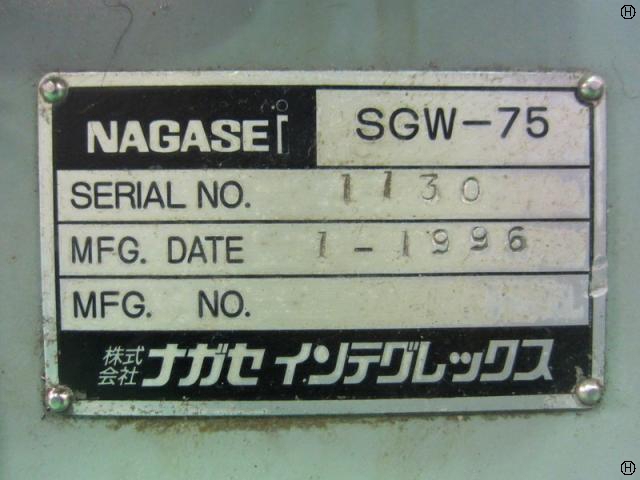 NAGASE i SGW-75
SERIAL NO. 1130
MFG. DATE 1-1996
MFG. NO.
株式会社 ナガセ インテグレックス
H
H